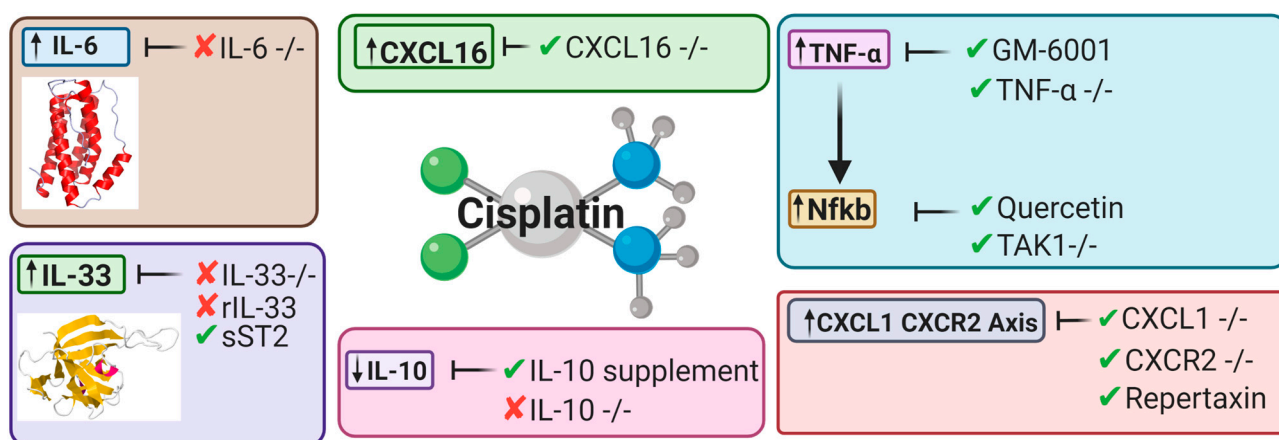 ↑ IL-6
✘ IL-6 -/-
↑ IL-33
✘ IL-33-/-
✘ rIL-33
✔ sST2
↑ CXCL16
✔ CXCL16 -/-
Cisplatin
↓ IL-10
✔ IL-10 supplement
✘ IL-10 -/-
↑ TNF-α
✔ GM-6001
✔ TNF-α -/-
↑ Nfkb
✔ Quercetin
✔ TAK1-/-
↑ CXCL1 CXCR2 Axis
✔ CXCL1 -/-
✔ CXCR2 -/-
✔ Repertaxin